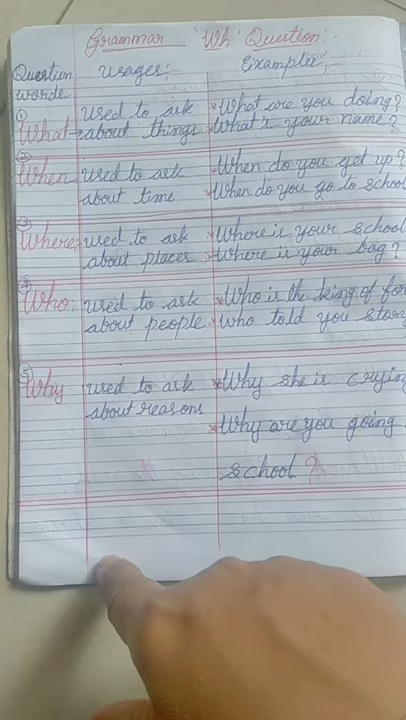 Grammar 'Wh' Question:
Question words
Usages:
Examples:
① What used to ask about things
* What are you doing?
* What's your name?
② When used to ask about time
When do you get up?
When do you go to school
③ Where: used to ask about places
* Where is your school
* Where is your bag?
④ Who: used to ask about people
* Who is the king of for
* who told you story
⑤ Why used to ask about reasons
* Why she is crying
* Why are you going
school?